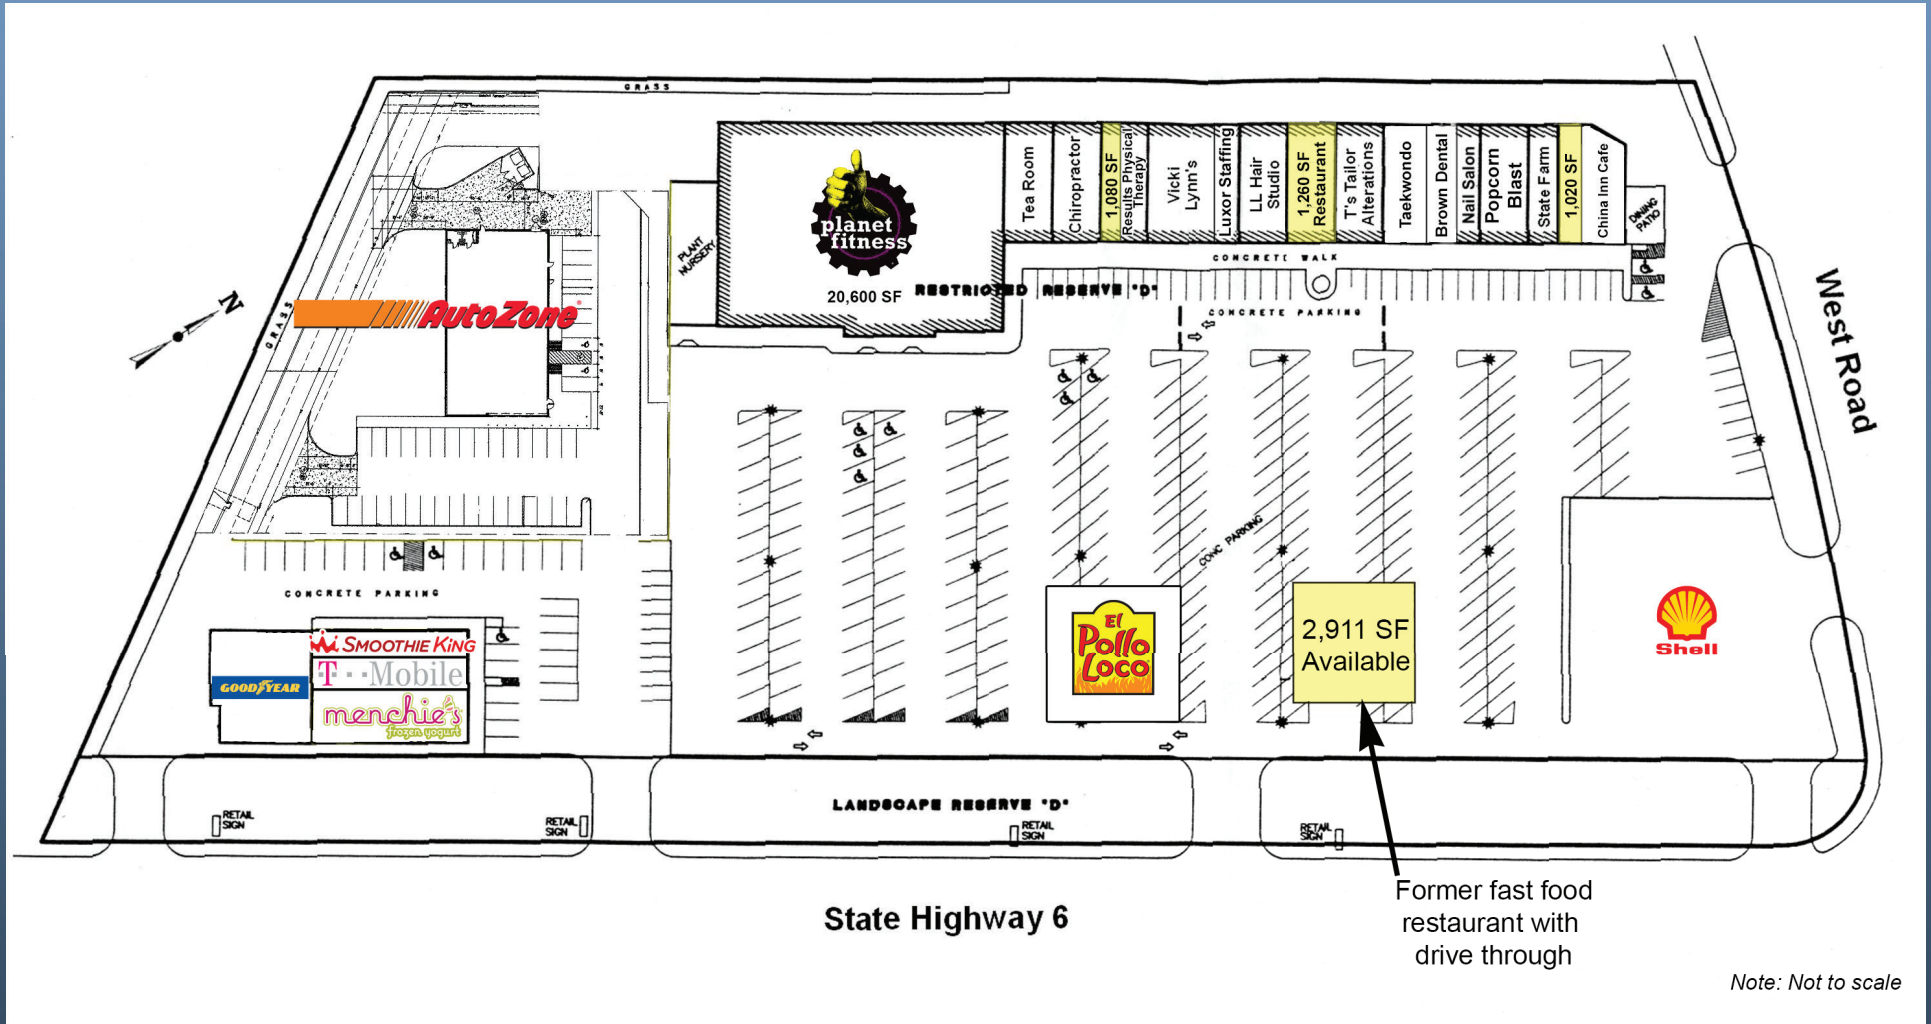 GRASS
GRASS
N
AutoZone
PLANT
NURSERY
planet
fitness
20,600 SF
Tea Room
Chiropractor
1,080 SF
Results Physical
Therapy
Vicki
Lynn's
Luxor Staffing
LL Hair
Studio
1,260 SF
Restaurant
T's Tailor
Alterations
Taekwondo
Brown Dental
Nail Salon
Popcorn
Blast
State Farm
1,020 SF
China Inn Cafe
DINING
PATIO
CONCRETE WALK
RESTRICTED RESERVE "D"
CONCRETE PARKING
West Road
CONC PARKING
CONCRETE PARKING
GOODYEAR
SMOOTHIE KING
T··Mobile
menchie's
frozen yogurt
El
Pollo
Loco
2,911 SF
Available
Shell
LANDSCAPE RESERVE "D"
RETAIL
SIGN
RETAIL
SIGN
RETAIL
SIGN
RETAIL
SIGN
State Highway 6
Former fast food
restaurant with
drive through
Note: Not to scale